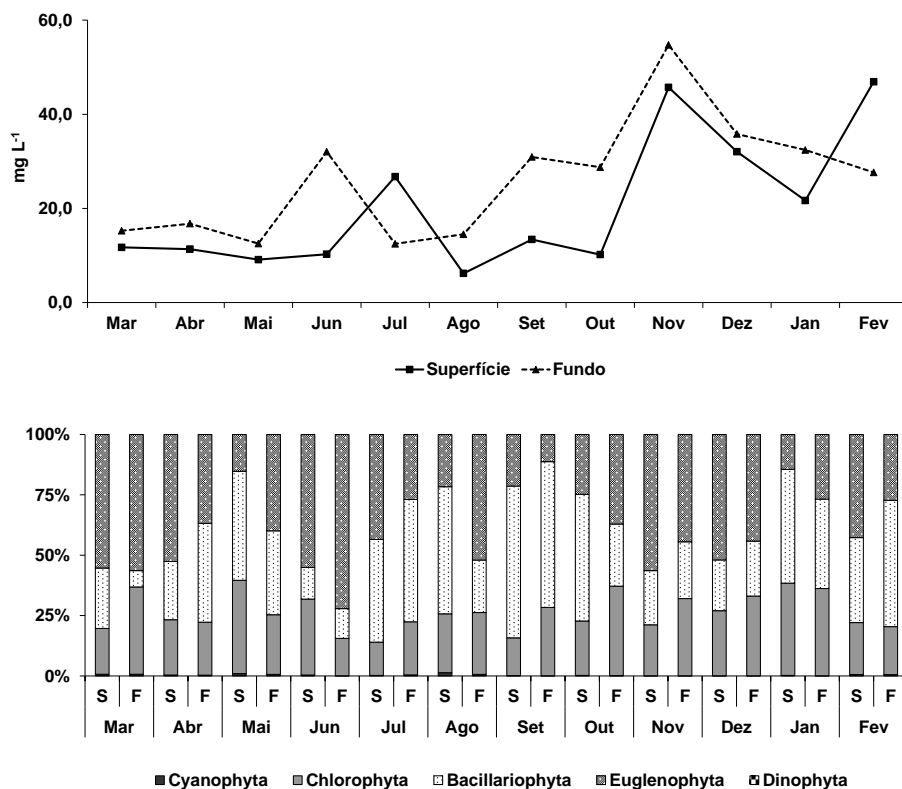 60,0
40,0
20,0
0,0
mg L⁻¹
Mar Abr Mai Jun Jul Ago Set Out Nov Dez Jan Fev
Superfície Fundo
100%
75%
50%
25%
0%
S F S F S F S F S F S F S F S F S F S F S F S F
Mar Abr Mai Jun Jul Ago Set Out Nov Dez Jan Fev
Cyanophyta Chlorophyta Bacillariophyta Euglenophyta Dinophyta